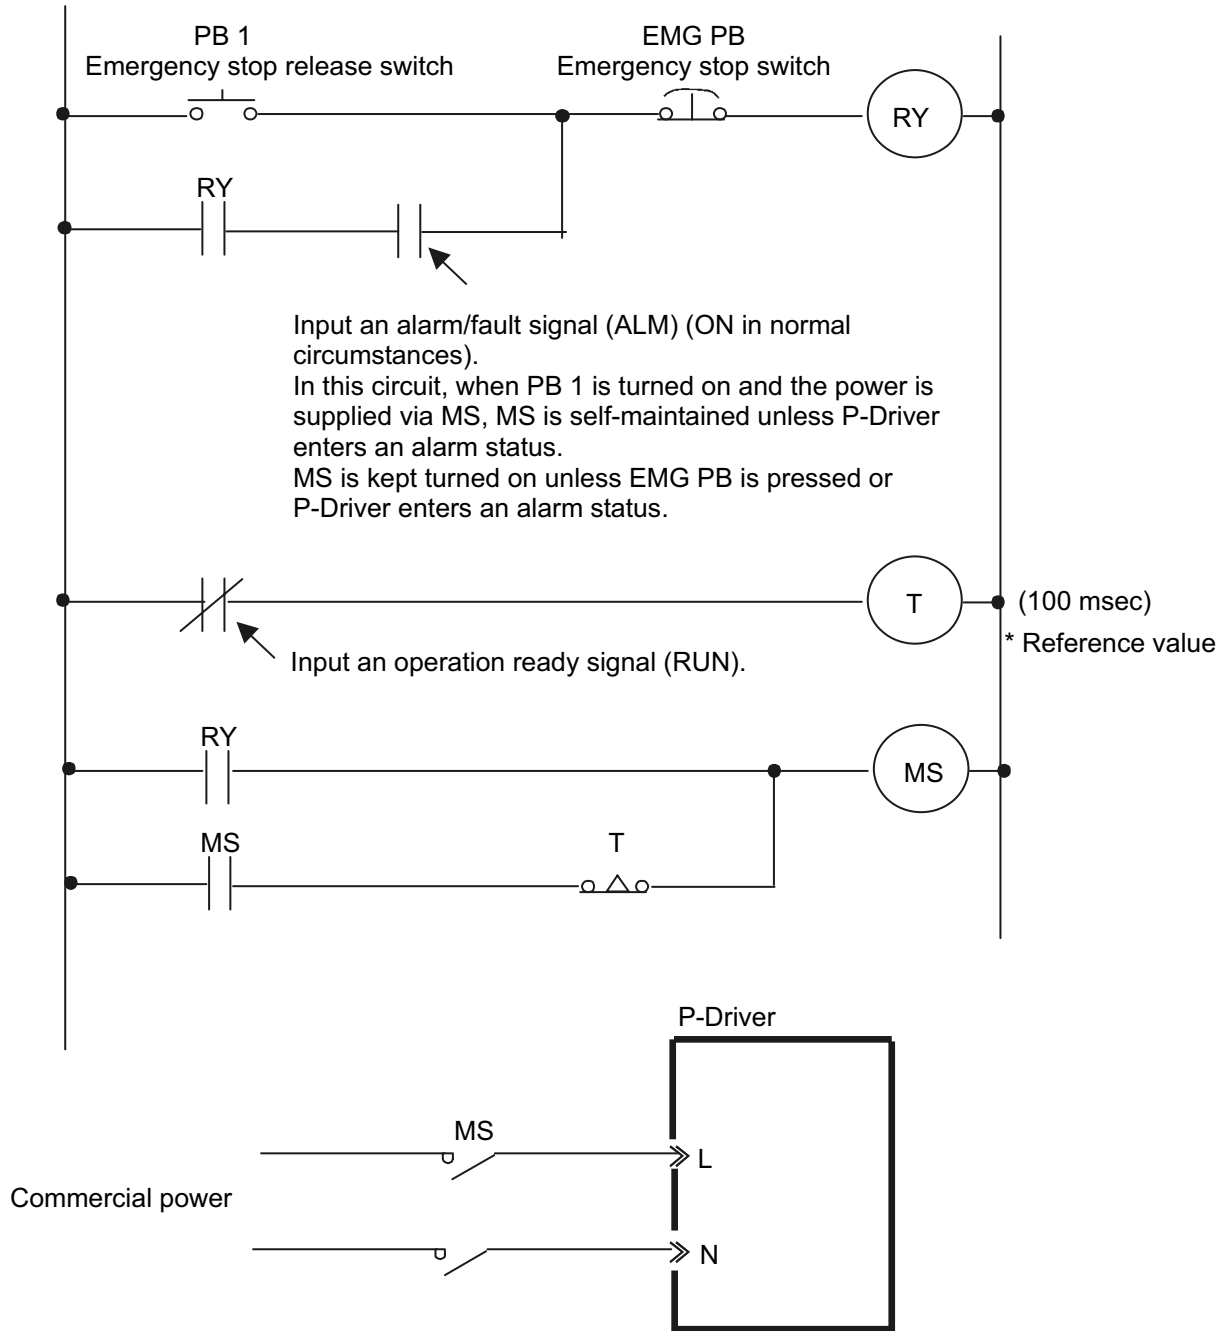 PB 1
Emergency stop release switch
EMG PB
Emergency stop switch
RY
RY
Input an alarm/fault signal (ALM) (ON in normal
circumstances).
In this circuit, when PB 1 is turned on and the power is
supplied via MS, MS is self-maintained unless P-Driver
enters an alarm status.
MS is kept turned on unless EMG PB is pressed or
P-Driver enters an alarm status.
T
(100 msec)
* Reference value
Input an operation ready signal (RUN).
RY
MS
MS
T
P-Driver
MS
L
Commercial power
N